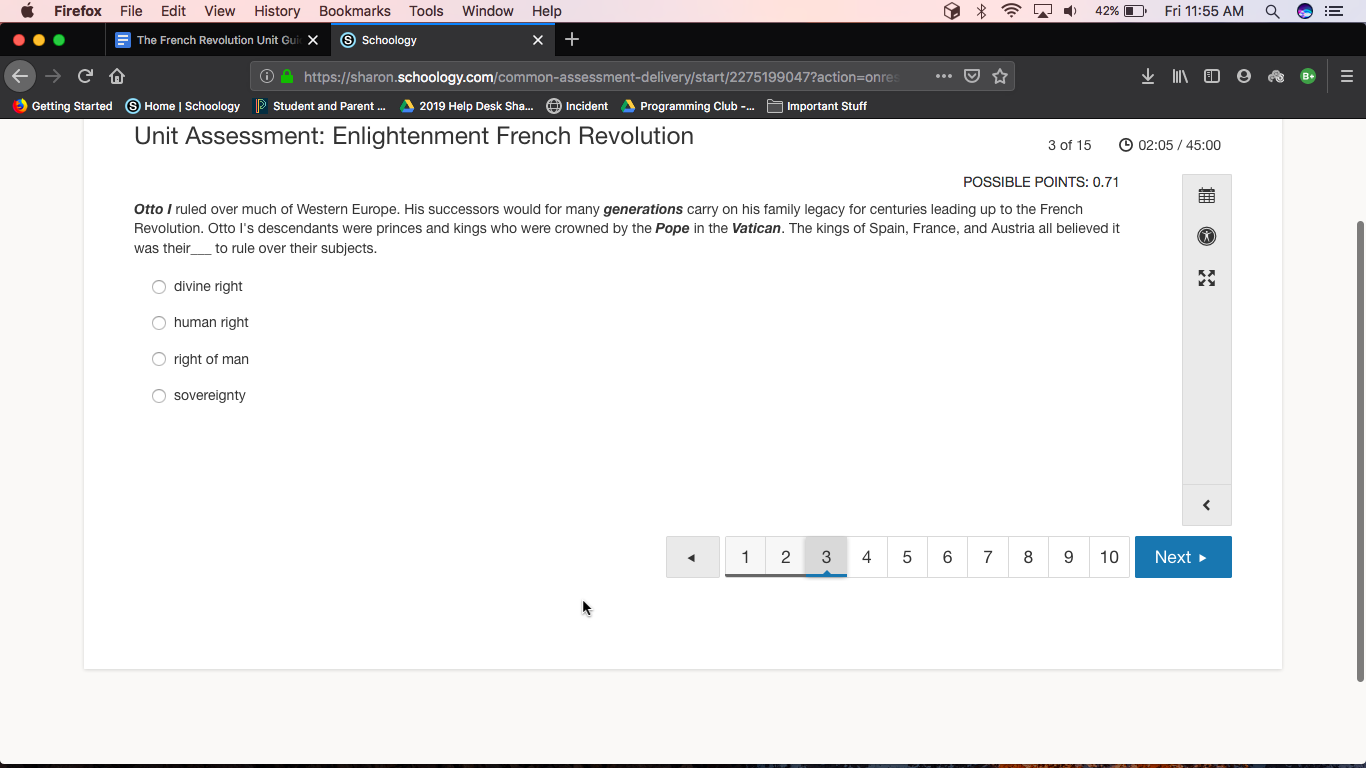 Firefox File Edit View History Bookmarks Tools Window Help 42% Fri 11:55 AM
The French Revolution Unit Gui Schoology
https://sharon.schoology.com/common-assessment-delivery/start/2275199047?action=onres
Getting Started Home | Schoology Student and Parent ... 2019 Help Desk Sha... Incident Programming Club -... Important Stuff
Unit Assessment: Enlightenment French Revolution
3 of 15 02:05 / 45:00
POSSIBLE POINTS: 0.71
Otto I ruled over much of Western Europe. His successors would for many generations carry on his family legacy for centuries leading up to the French
Revolution. Otto I's descendants were princes and kings who were crowned by the Pope in the Vatican. The kings of Spain, France, and Austria all believed it
was their___ to rule over their subjects.
divine right
human right
right of man
sovereignty
1 2 3 4 5 6 7 8 9 10 Next